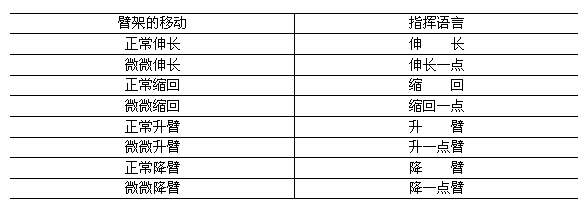 臂架的移动 指挥语言
正常伸长 伸　　长
微微伸长 伸长一点
正常缩回 缩　　回
微微缩回 缩回一点
正常升臂 升　　臂
微微升臂 升一点臂
正常降臂 降　　臂
微微降臂 降一点臂